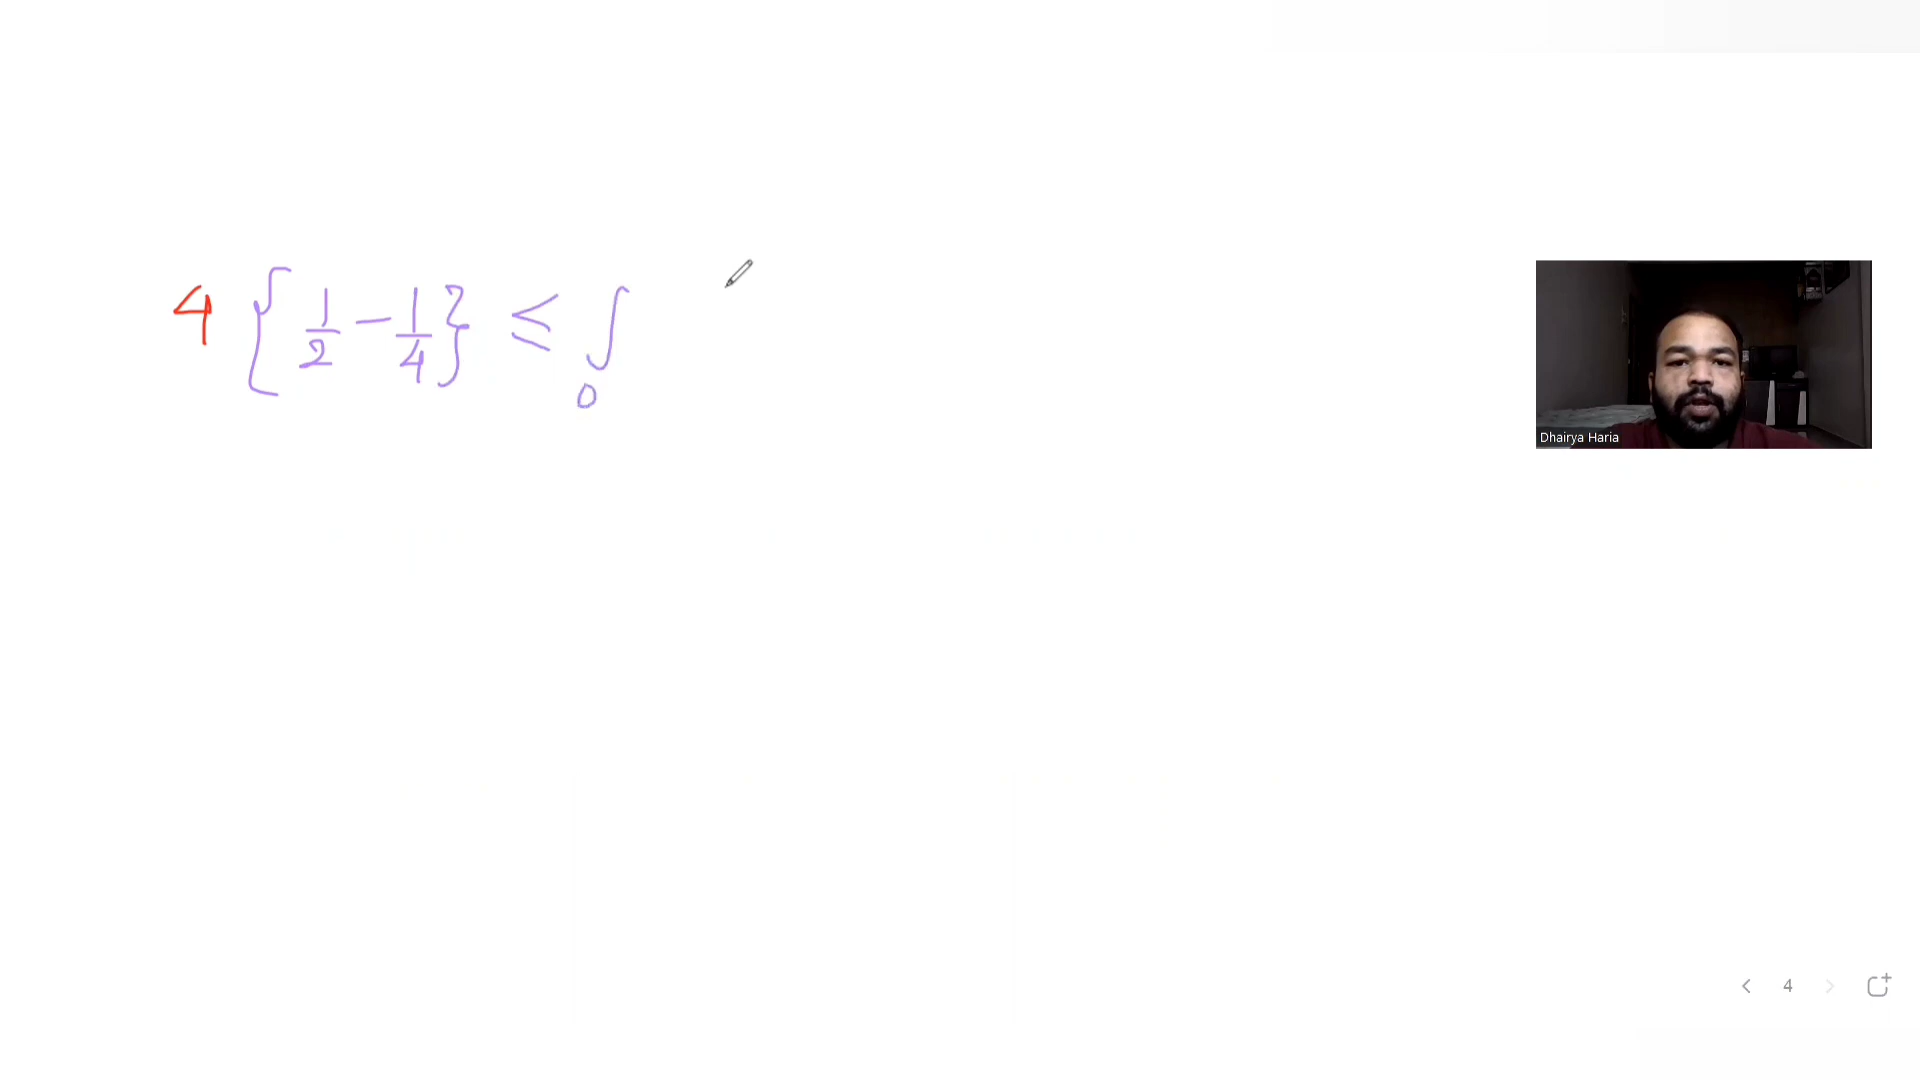 4 { 1/2 - 1/4 } ≤ ∫₀
Dhairya Haria
4